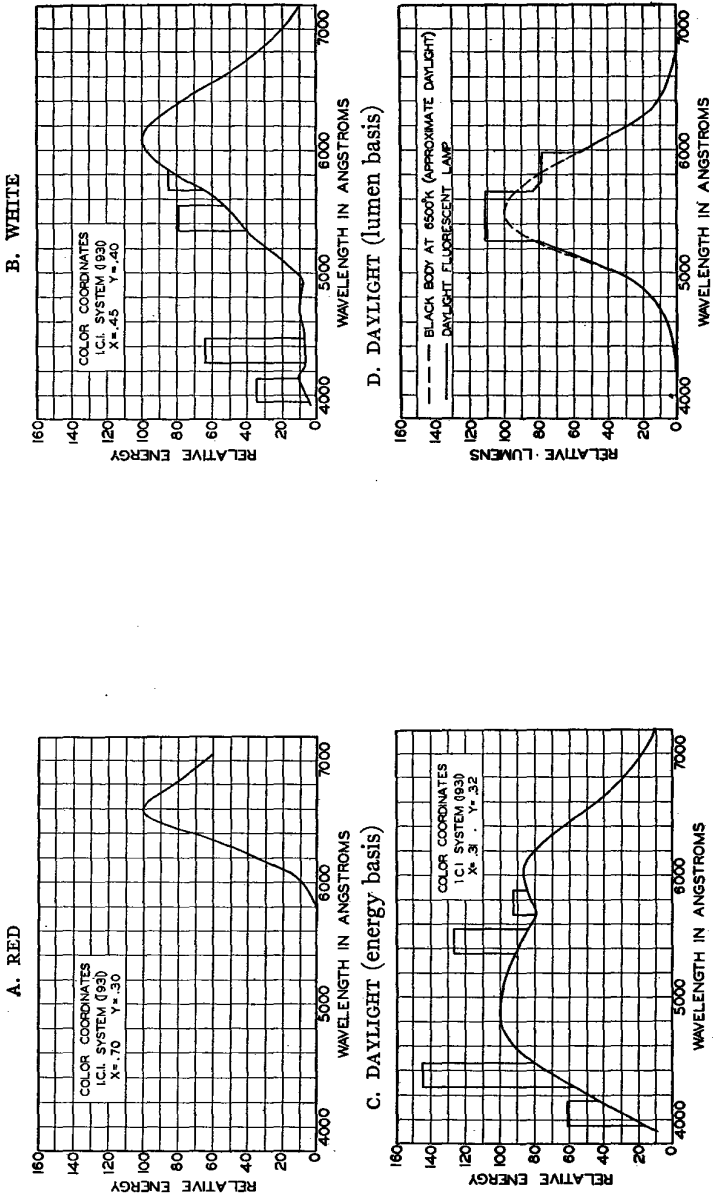 A. RED
160
140
120
100
80
60
40
20
0
RELATIVE ENERGY
COLOR COORDINATES
I.C.I. SYSTEM (1931)
X=.70 Y=.30
4000 5000 6000 7000
WAVELENGTH IN ANGSTROMS
B. WHITE
160
140
120
100
80
60
40
20
0
RELATIVE ENERGY
COLOR COORDINATES
I.C.I. SYSTEM (1931)
X=.45 Y=.40
4000 5000 6000 7000
WAVELENGTH IN ANGSTROMS
C. DAYLIGHT (energy basis)
160
140
120
100
80
60
40
20
0
RELATIVE ENERGY
COLOR COORDINATES
I.C.I. SYSTEM (1931)
X=.31 . Y=.32
4000 5000 6000 7000
WAVELENGTH IN ANGSTROMS
D. DAYLIGHT (lumen basis)
160
140
120
100
80
60
40
20
0
RELATIVE LUMENS
BLACK BODY AT 6500°K (APPROXIMATE DAYLIGHT)
DAYLIGHT FLUORESCENT LAMP
4000 5000 6000 7000
WAVELENGTH IN ANGSTROMS